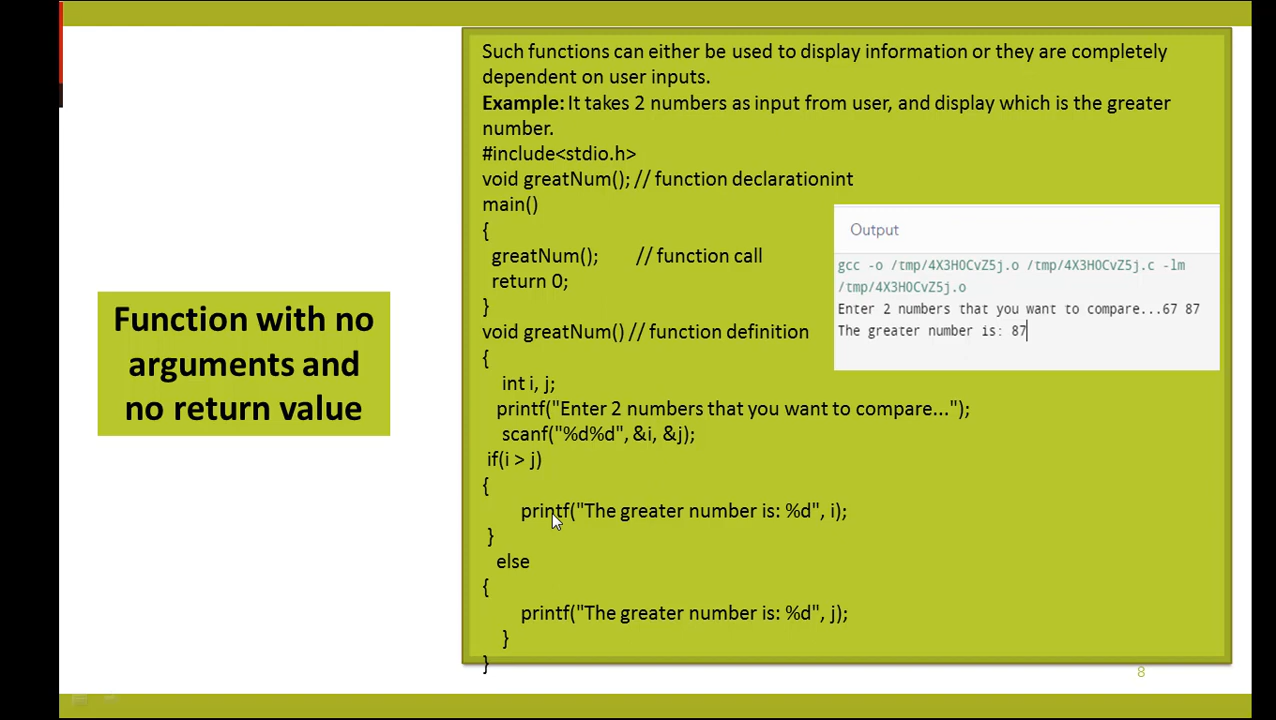 Function with no
arguments and
no return value
Such functions can either be used to display information or they are completely
dependent on user inputs.
Example: It takes 2 numbers as input from user, and display which is the greater
number.
#include<stdio.h>
void greatNum(); // function declarationint
main()
{
greatNum();       // function call
return 0;
}
void greatNum() // function definition
{
int i, j;
printf("Enter 2 numbers that you want to compare...");
scanf("%d%d", &i, &j);
if(i > j)
{
printf("The greater number is: %d", i);
}
else
{
printf("The greater number is: %d", j);
}
}
Output
gcc -o /tmp/4X3H0CvZ5j.o /tmp/4X3H0CvZ5j.c -lm
/tmp/4X3H0CvZ5j.o
Enter 2 numbers that you want to compare...67 87
The greater number is: 87
8